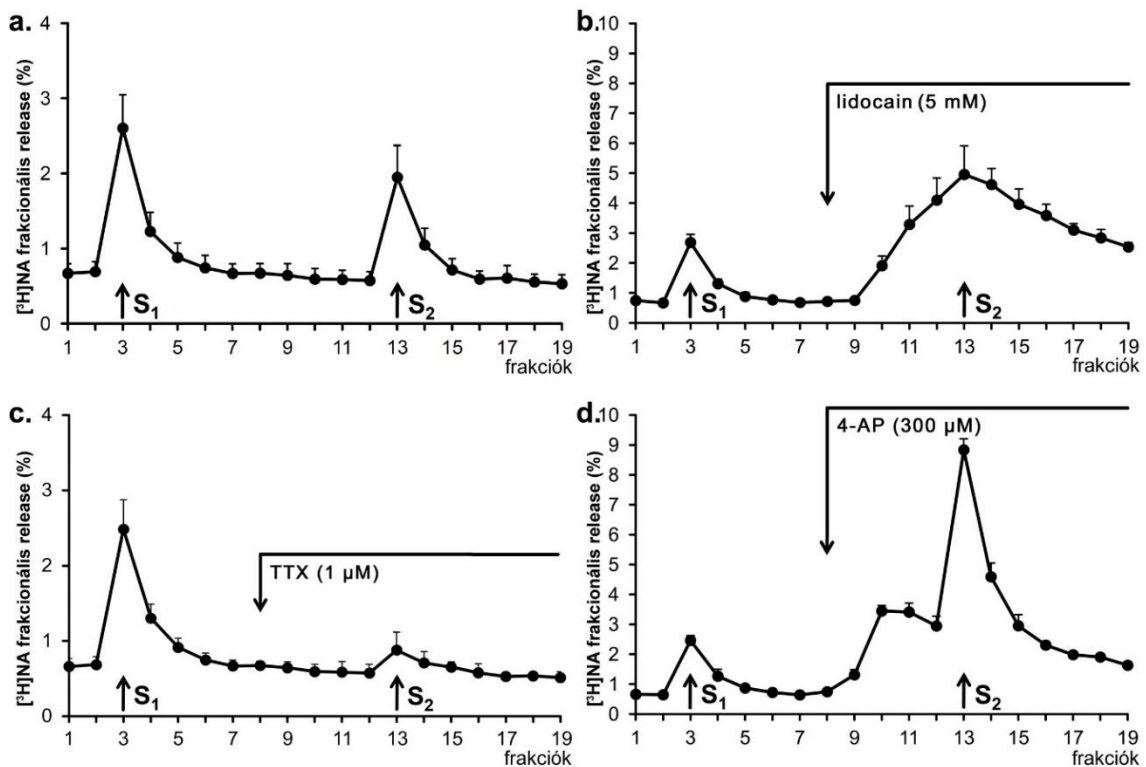 a.
[³H]NA frakcionális release (%)
4
3
2
1
0
S₁
S₂
1 3 5 7 9 11 13 15 17 19
frakciók
b.
[³H]NA frakcionális release (%)
10
9
8
7
6
5
4
3
2
1
0
lidocain (5 mM)
S₁
S₂
1 3 5 7 9 11 13 15 17 19
frakciók
c.
[³H]NA frakcionális release (%)
4
3
2
1
0
TTX (1 µM)
S₁
S₂
1 3 5 7 9 11 13 15 17 19
frakciók
d.
[³H]NA frakcionális release (%)
10
9
8
7
6
5
4
3
2
1
0
4-AP (300 µM)
S₁
S₂
1 3 5 7 9 11 13 15 17 19
frakciók